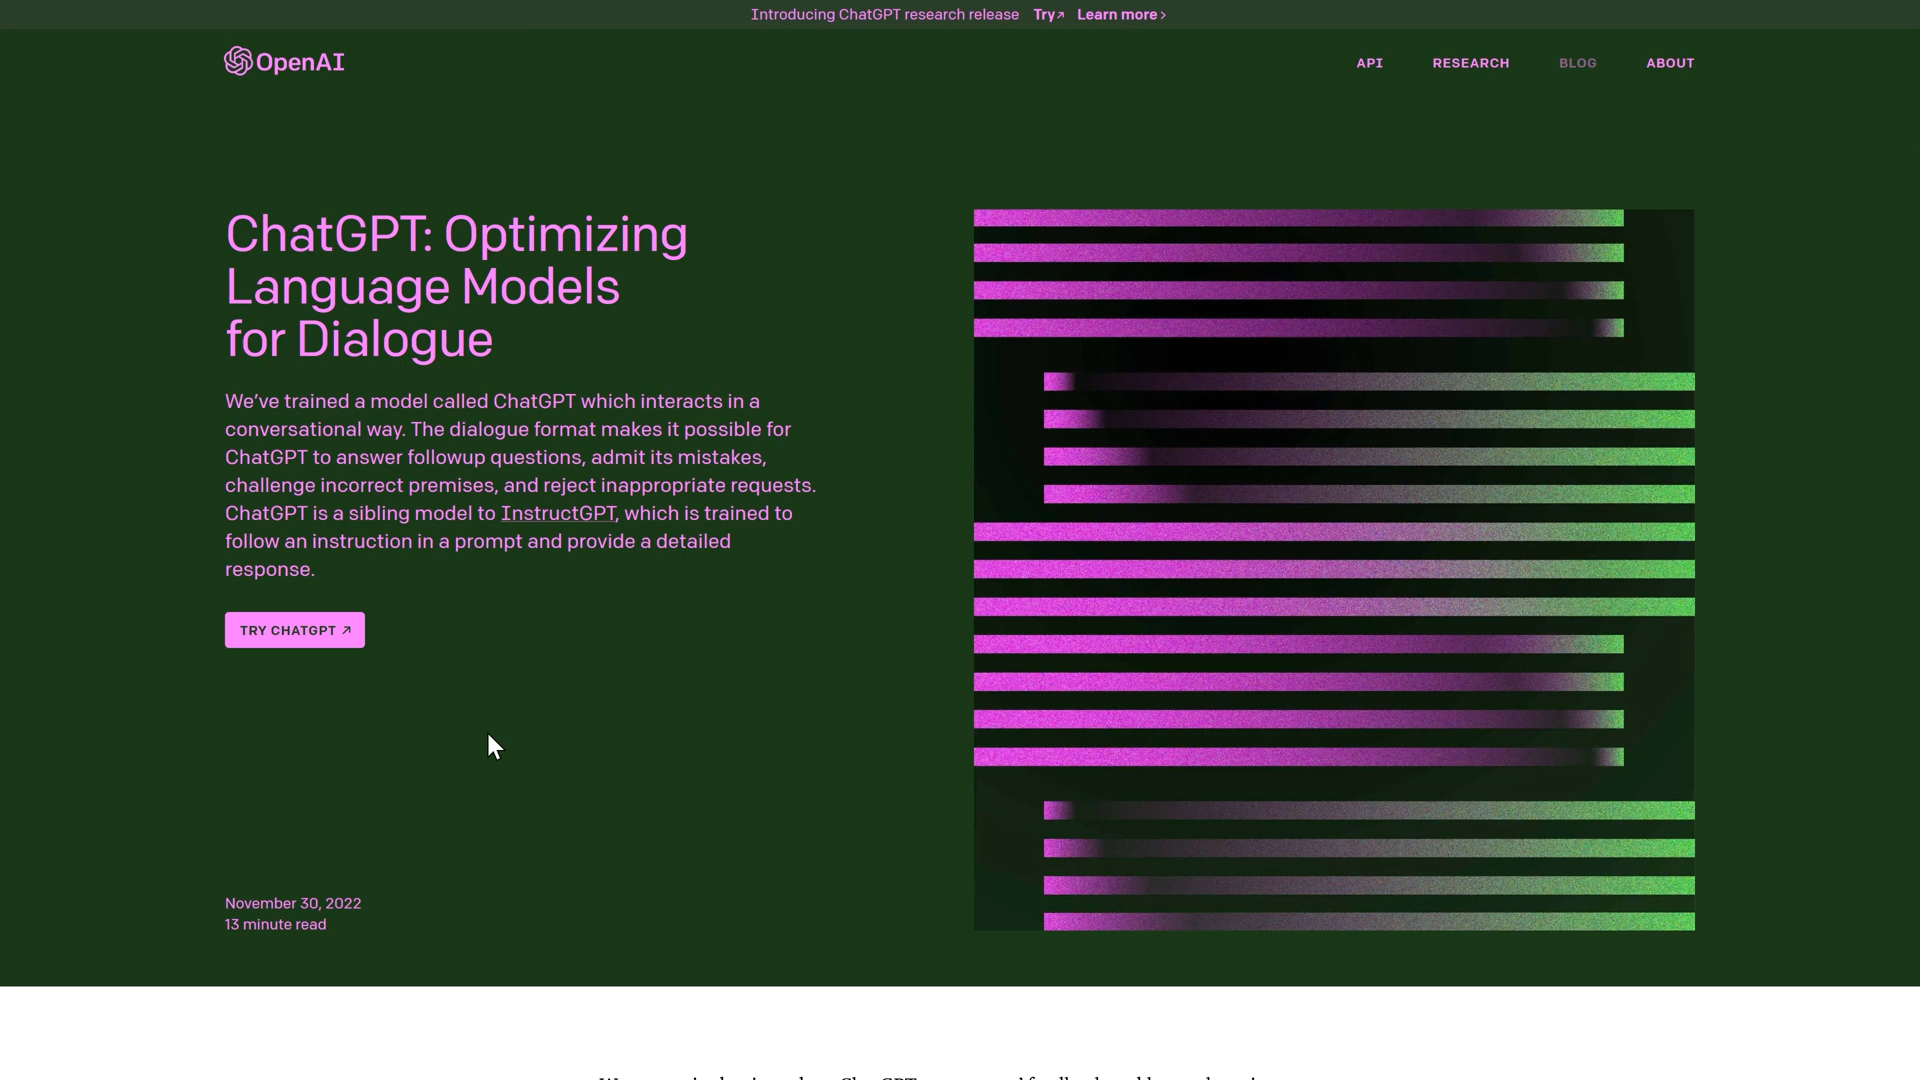 Introducing ChatGPT research release Try↗ Learn more›
OpenAI
API RESEARCH BLOG ABOUT
ChatGPT: Optimizing
Language Models
for Dialogue
We’ve trained a model called ChatGPT which interacts in a
conversational way. The dialogue format makes it possible for
ChatGPT to answer followup questions, admit its mistakes,
challenge incorrect premises, and reject inappropriate requests.
ChatGPT is a sibling model to InstructGPT, which is trained to
follow an instruction in a prompt and provide a detailed
response.
TRY CHATGPT ↗
November 30, 2022
13 minute read